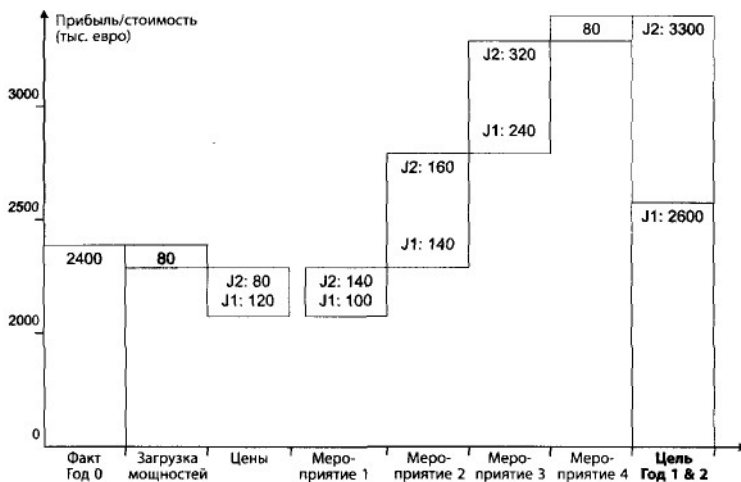 Прибыль/стоимость
(тыс. евро)
3000
2500
2000
0
2400
80
J2: 80
J1: 120
J2: 140
J1: 100
J2: 160
J1: 140
J2: 320
J1: 240
80
J2: 3300
J1: 2600
Факт
Год 0
Загрузка
мощностей
Цены
Меро-
приятие 1
Меро-
приятие 2
Меро-
приятие 3
Меро-
приятие 4
Цель
Год 1 & 2